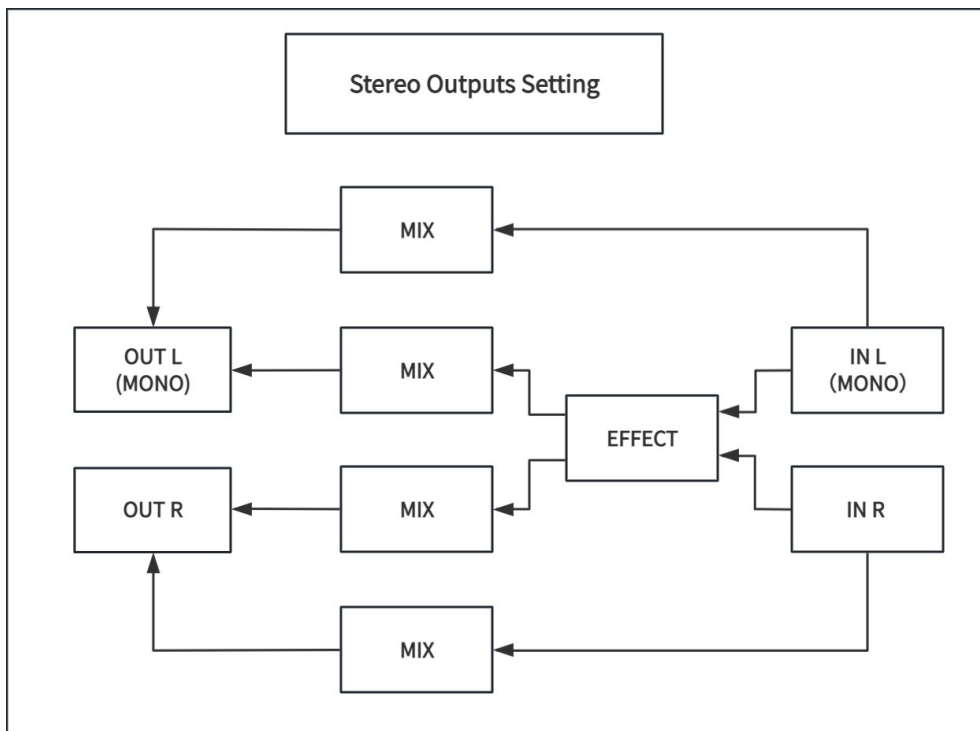 Stereo Outputs Setting
MIX
OUT L
(MONO)
MIX
IN L
（MONO）
EFFECT
OUT R
MIX
IN R
MIX